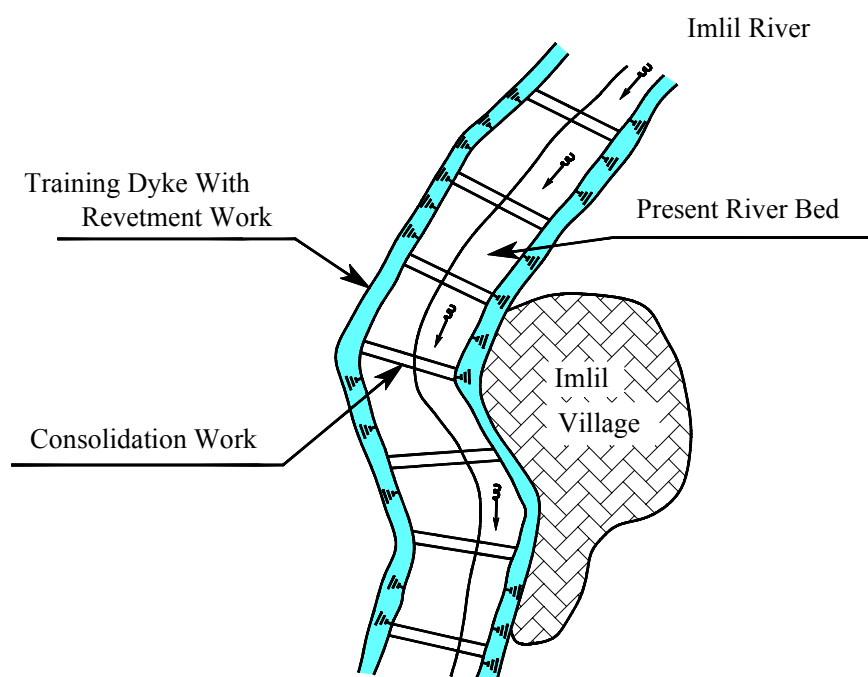 Imlil River
Training Dyke With
Revetment Work
Present River Bed
Imlil
Village
Consolidation Work